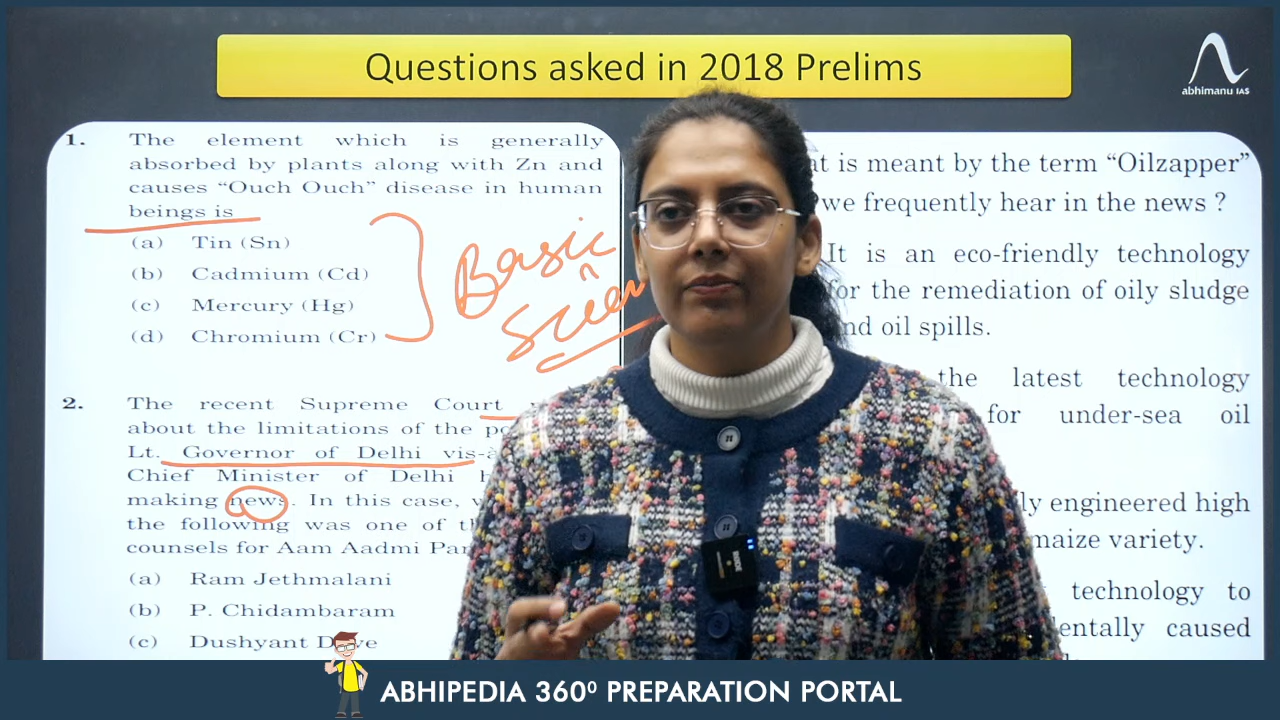 Questions asked in 2018 Prelims
abhimanu IAS
1. The element which is generally
absorbed by plants along with Zn and
causes “Ouch Ouch” disease in human
beings is
(a) Tin (Sn)
(b) Cadmium (Cd)
(c) Mercury (Hg)
(d) Chromium (Cr)
Basic
2. The recent Supreme Court
about the limitations of the
Lt. Governor of Delhi
Chief Minister of Delhi
making news. In this case,
the following was one of
counsels for Aam Aadmi
(a) Ram Jethmalani
(b) P. Chidambaram
(c) Dushyant
is meant by the term “Oilzapper”
we frequently hear in the news ?
It is an eco-friendly technology
for the remediation of oily sludge
oil spills.
the latest technology
for under-sea oil
engineered high
maize variety.
technology to
caused
ABHIPEDIA 360⁰ PREPARATION PORTAL